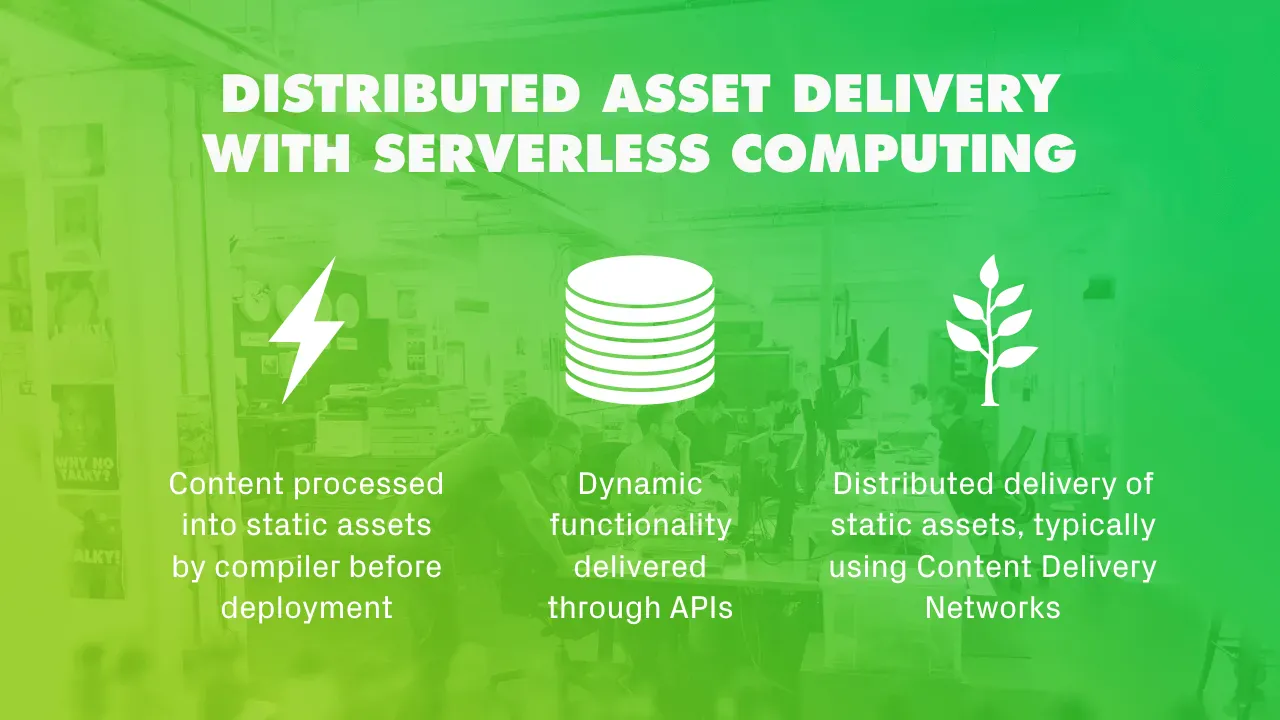 DISTRIBUTED ASSET DELIVERY
WITH SERVERLESS COMPUTING
Content processed
into static assets
by compiler before
deployment
Dynamic
functionality
delivered
through APIs
Distributed delivery of
static assets, typically
using Content Delivery
Networks
WHY NO
TALKY?
ALKY!